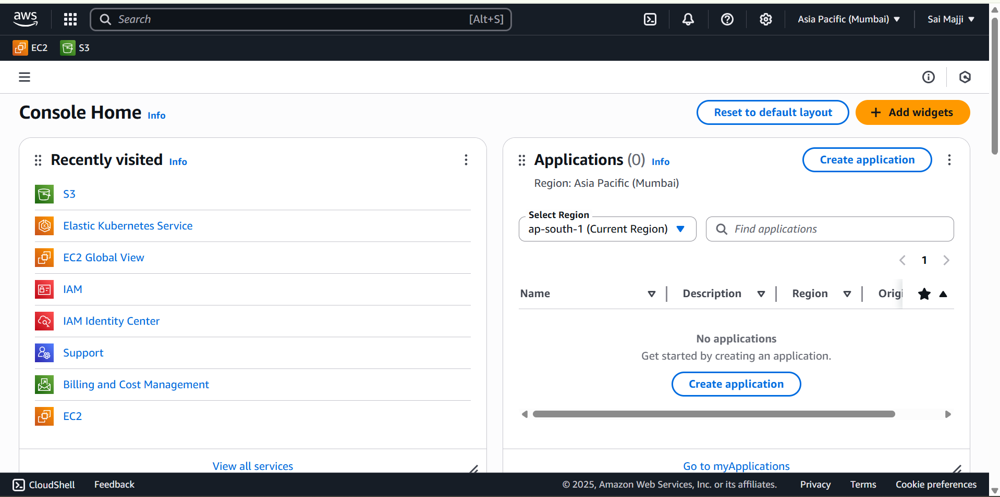 aws
Search [Alt+S]
Asia Pacific (Mumbai)
Sai Majji
EC2
S3
Console Home Info
Reset to default layout
Add widgets
Recently visited Info
S3
Elastic Kubernetes Service
EC2 Global View
IAM
IAM Identity Center
Support
Billing and Cost Management
EC2
View all services
Applications (0) Info
Create application
Region: Asia Pacific (Mumbai)
Select Region
ap-south-1 (Current Region)
Find applications
1
Name Description Region Origi
No applications
Get started by creating an application.
Create application
Go to myApplications
CloudShell Feedback © 2025, Amazon Web Services, Inc. or its affiliates. Privacy Terms Cookie preferences